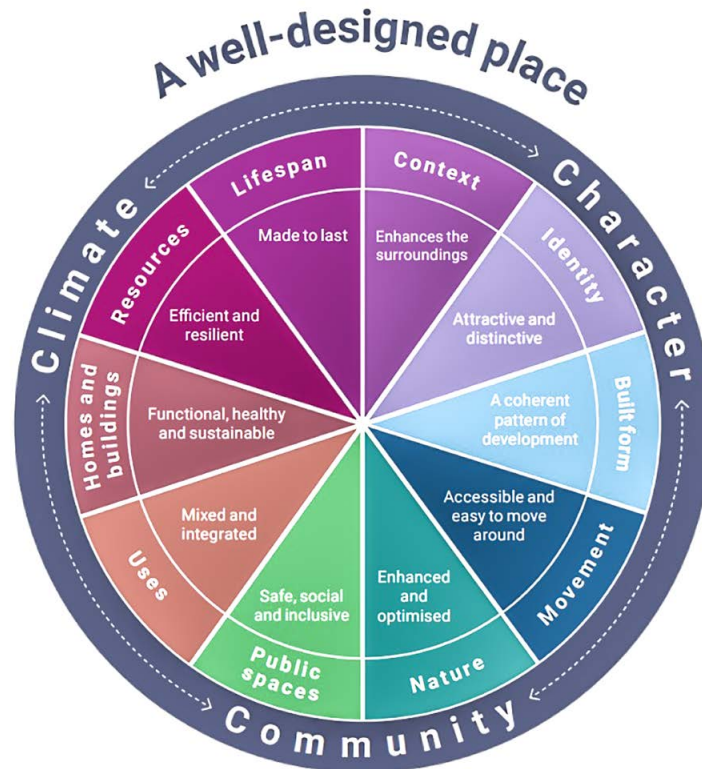 A well-designed place
Climate
Character
Community
Context
Enhances the
surroundings
Identity
Attractive and
distinctive
Built form
A coherent
pattern of
development
Movement
Accessible and
easy to move
around
Nature
Enhanced
and
optimised
Public
spaces
Safe, social
and inclusive
Uses
Mixed and
integrated
Homes and
buildings
Functional, healthy
and sustainable
Resources
Efficient and
resilient
Lifespan
Made to last